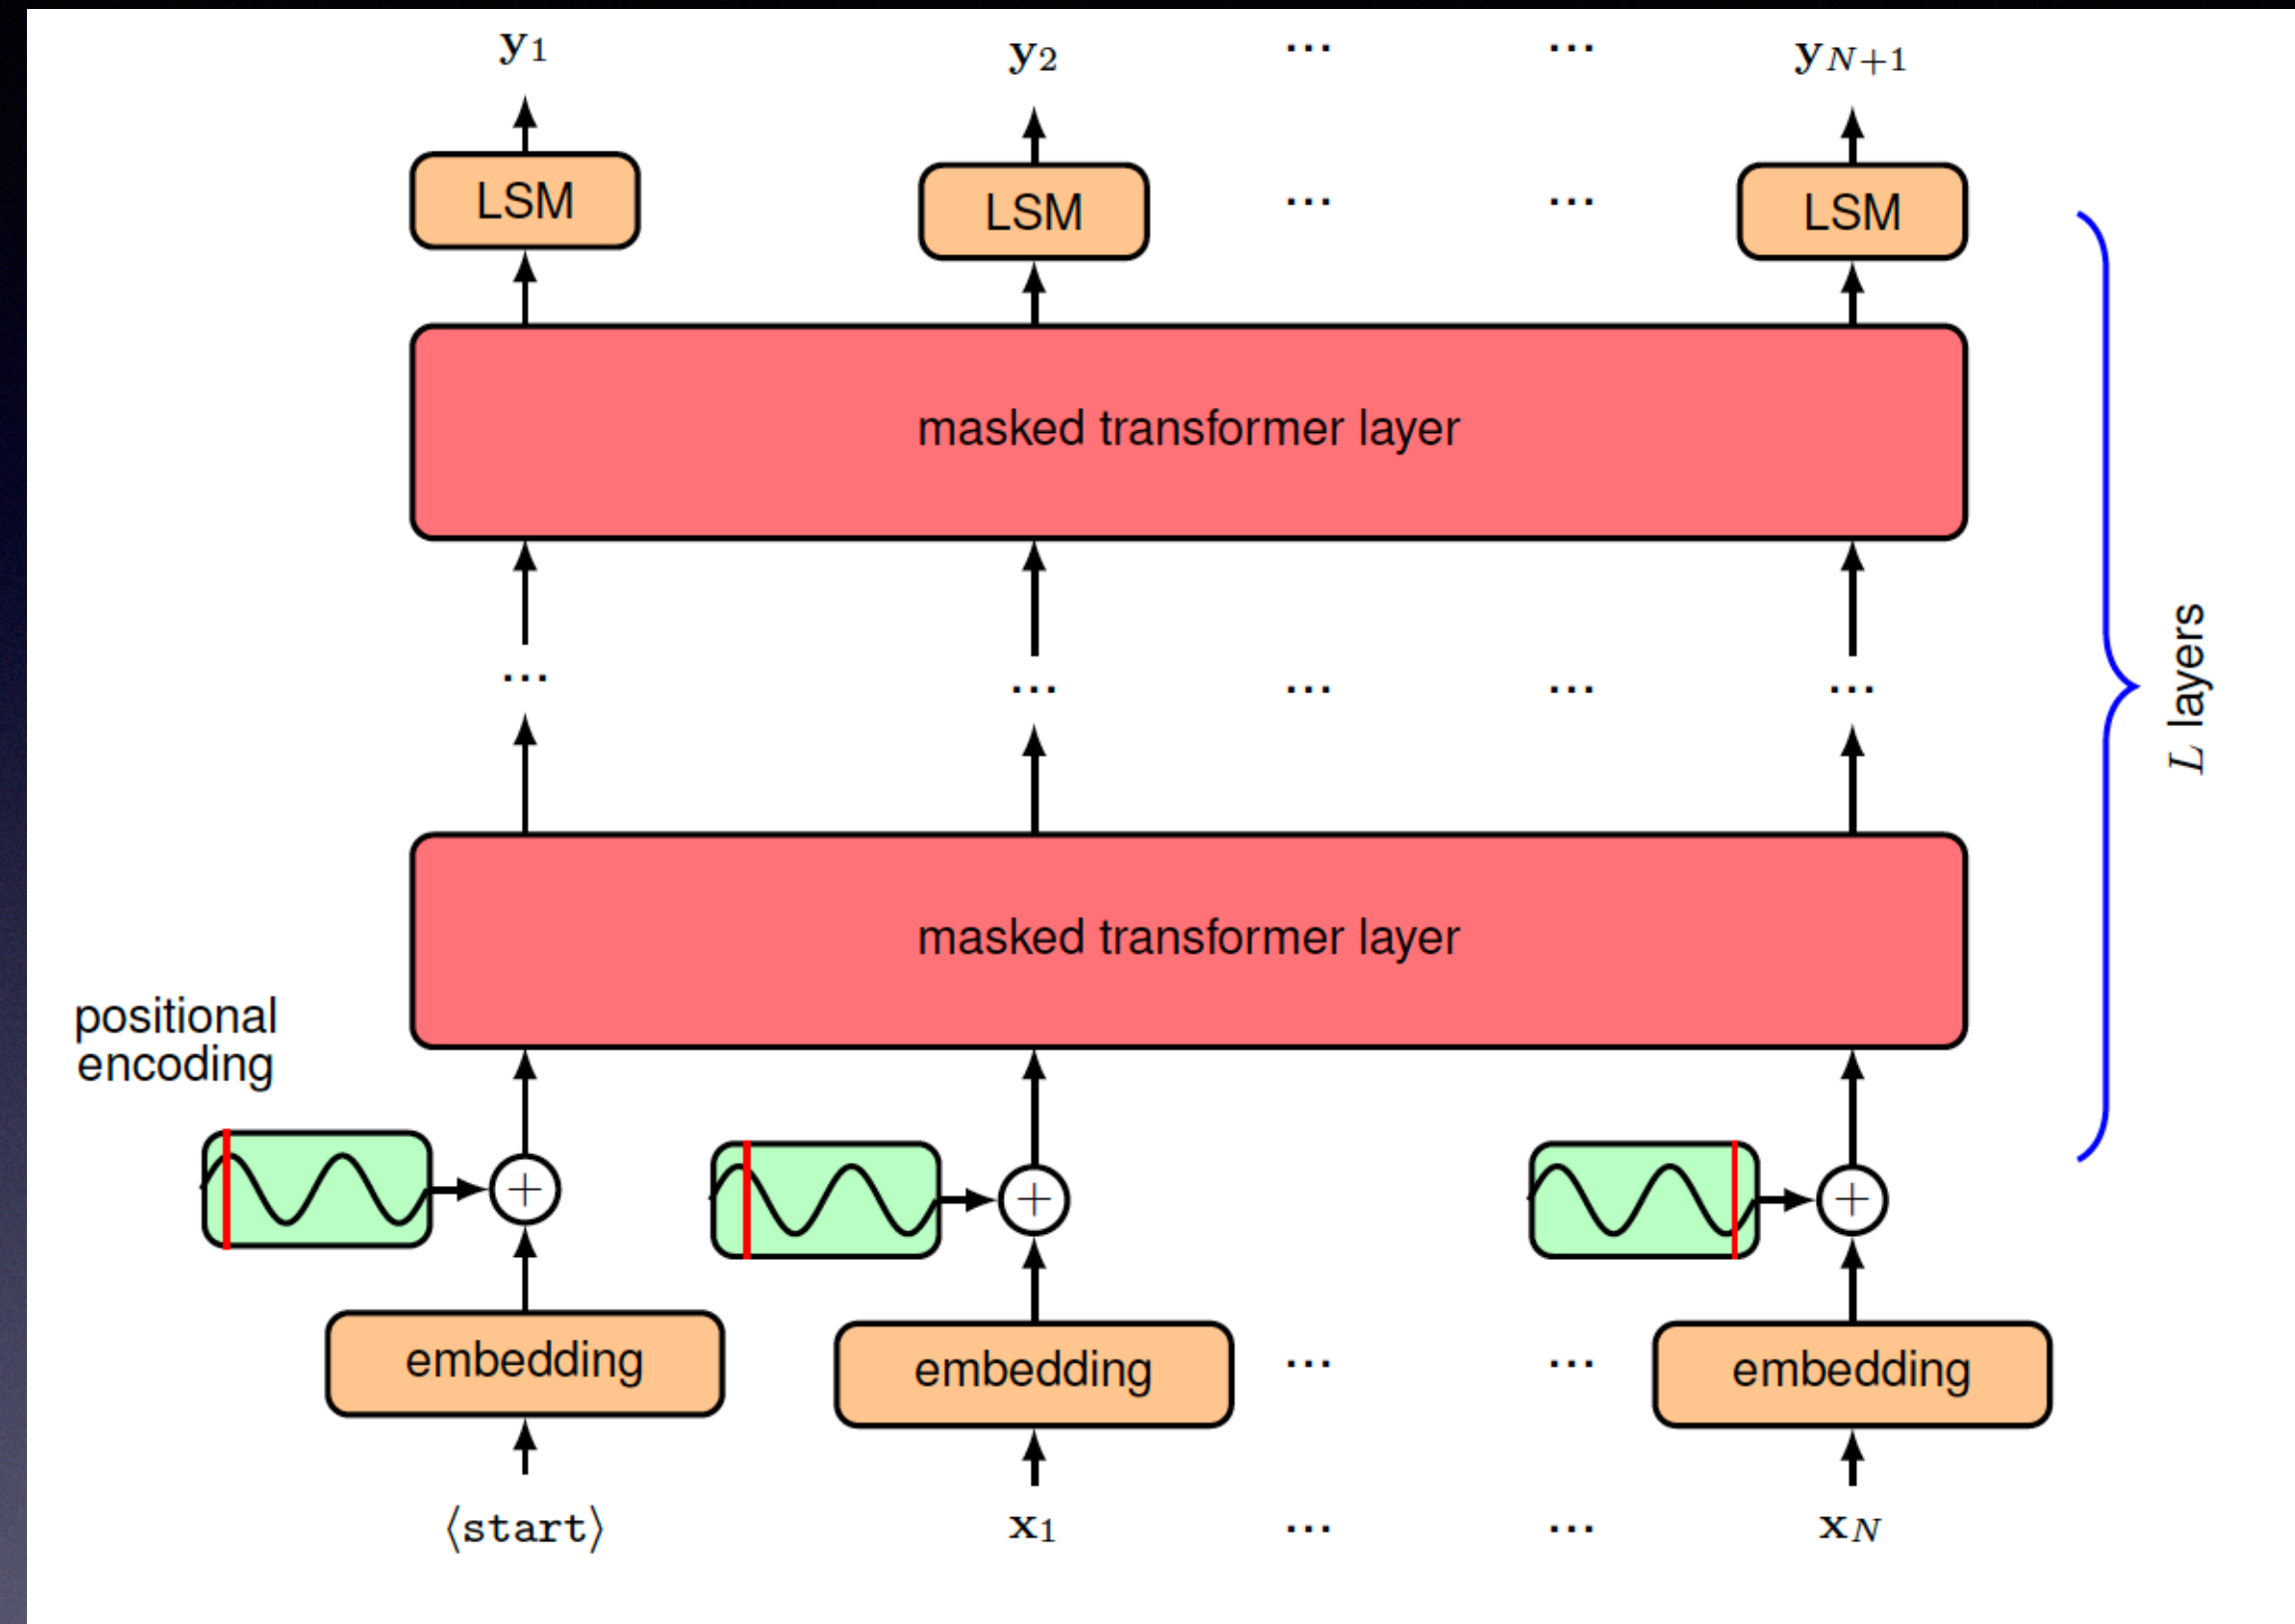 y1 y2 ... ... yN+1
LSM LSM ... ... LSM
masked transformer layer
... ... ... ... ...
L layers
masked transformer layer
positional
encoding
+ + +
embedding embedding ... ... embedding
⟨start⟩ x1 ... ... xN